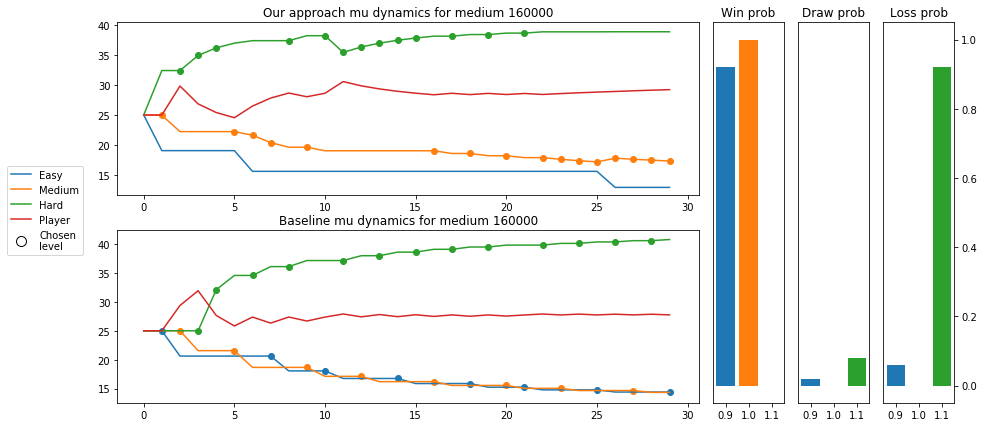 Our approach mu dynamics for medium 160000
40
35
30
25
20
15
0 5 10 15 20 25 30
Easy
Medium
Hard
Player
Chosen
level
Baseline mu dynamics for medium 160000
40
35
30
25
20
15
0 5 10 15 20 25 30
Win prob
0.9 1.0 1.1
Draw prob
0.9 1.0 1.1
Loss prob
0.9 1.0 1.1
1.0
0.8
0.6
0.4
0.2
0.0